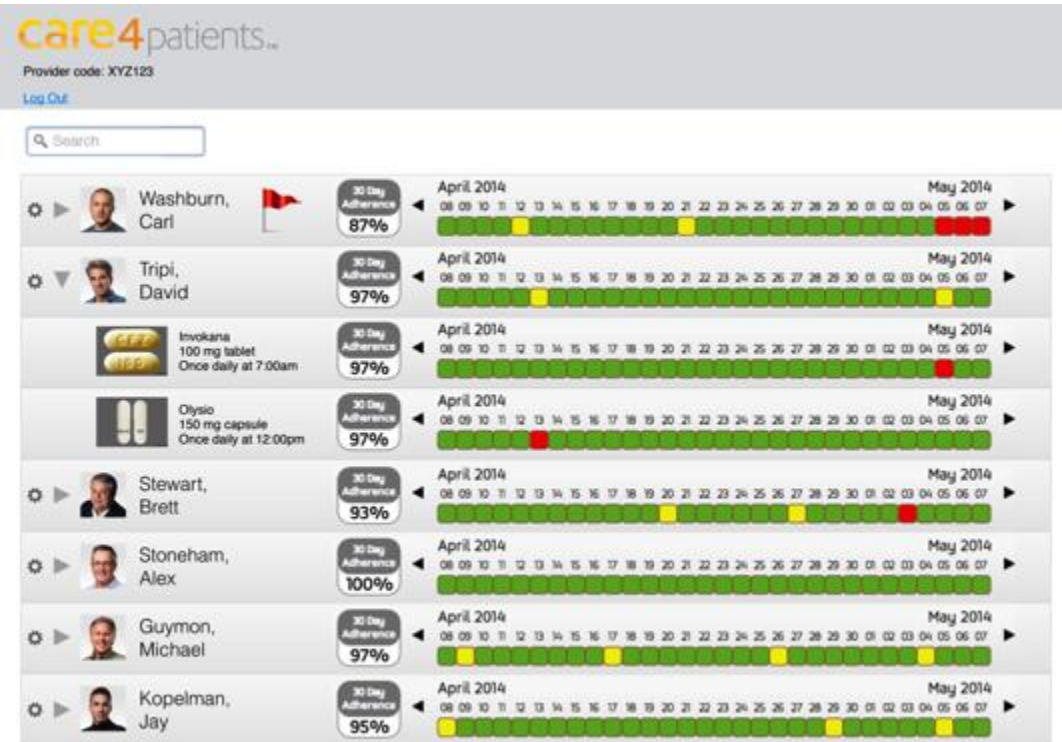 care4patients™
Provider code: XYZ123
Log Out
Search
Washburn,
Carl
30 Day
Adherence
87%
April 2014 May 2014
08 09 10 11 12 13 14 15 16 17 18 19 20 21 22 23 24 25 26 27 28 29 30 01 02 03 04 05 06 07
Tripi,
David
30 Day
Adherence
97%
April 2014 May 2014
08 09 10 11 12 13 14 15 16 17 18 19 20 21 22 23 24 25 26 27 28 29 30 01 02 03 04 05 06 07
Invokana
100 mg tablet
Once daily at 7:00am
30 Day
Adherence
97%
April 2014 May 2014
08 09 10 11 12 13 14 15 16 17 18 19 20 21 22 23 24 25 26 27 28 29 30 01 02 03 04 05 06 07
Olysio
150 mg capsule
Once daily at 12:00pm
30 Day
Adherence
97%
April 2014 May 2014
08 09 10 11 12 13 14 15 16 17 18 19 20 21 22 23 24 25 26 27 28 29 30 01 02 03 04 05 06 07
Stewart,
Brett
30 Day
Adherence
93%
April 2014 May 2014
08 09 10 11 12 13 14 15 16 17 18 19 20 21 22 23 24 25 26 27 28 29 30 01 02 03 04 05 06 07
Stoneham,
Alex
30 Day
Adherence
100%
April 2014 May 2014
08 09 10 11 12 13 14 15 16 17 18 19 20 21 22 23 24 25 26 27 28 29 30 01 02 03 04 05 06 07
Guymon,
Michael
30 Day
Adherence
97%
April 2014 May 2014
08 09 10 11 12 13 14 15 16 17 18 19 20 21 22 23 24 25 26 27 28 29 30 01 02 03 04 05 06 07
Kopelman,
Jay
30 Day
Adherence
95%
April 2014 May 2014
08 09 10 11 12 13 14 15 16 17 18 19 20 21 22 23 24 25 26 27 28 29 30 01 02 03 04 05 06 07